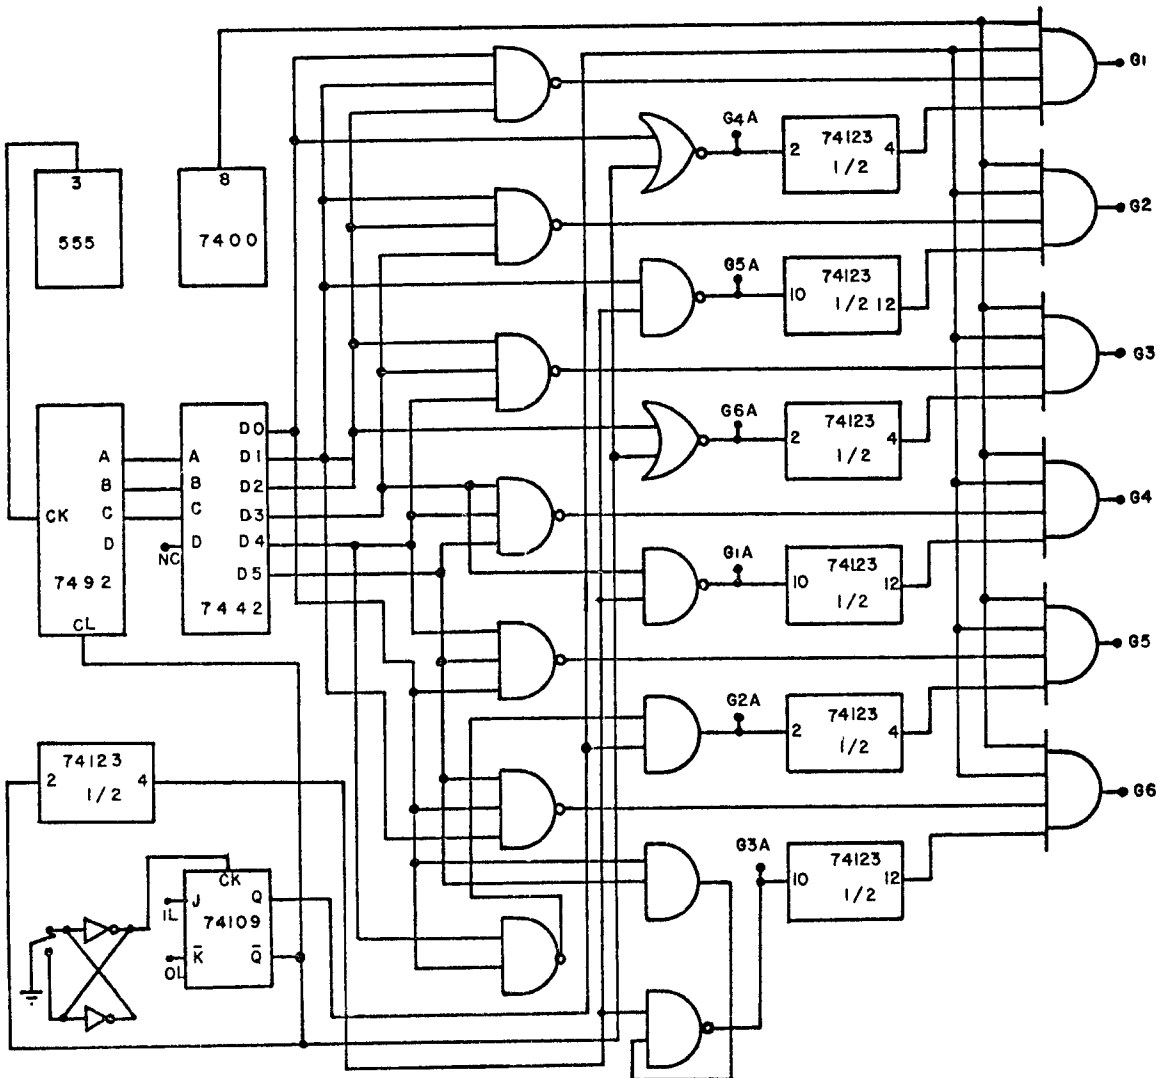 G1
G4A
2 74123 4
1/2
3
555
8
7400
G2
G5A
10 74123
1/2 12
G3
G6A
2 74123 4
1/2
D0
A A D1
B B D2
C C D3
CK
D D D4
NC
D5
7492
7442
CL
G4
G1A
10 74123 12
1/2
G5
G2A
2 74123 4
1/2
G6
74123
2 4
1/2
G3A
10 74123 12
1/2
CK
J Q
1L
74109
K̅ Q̅
0L